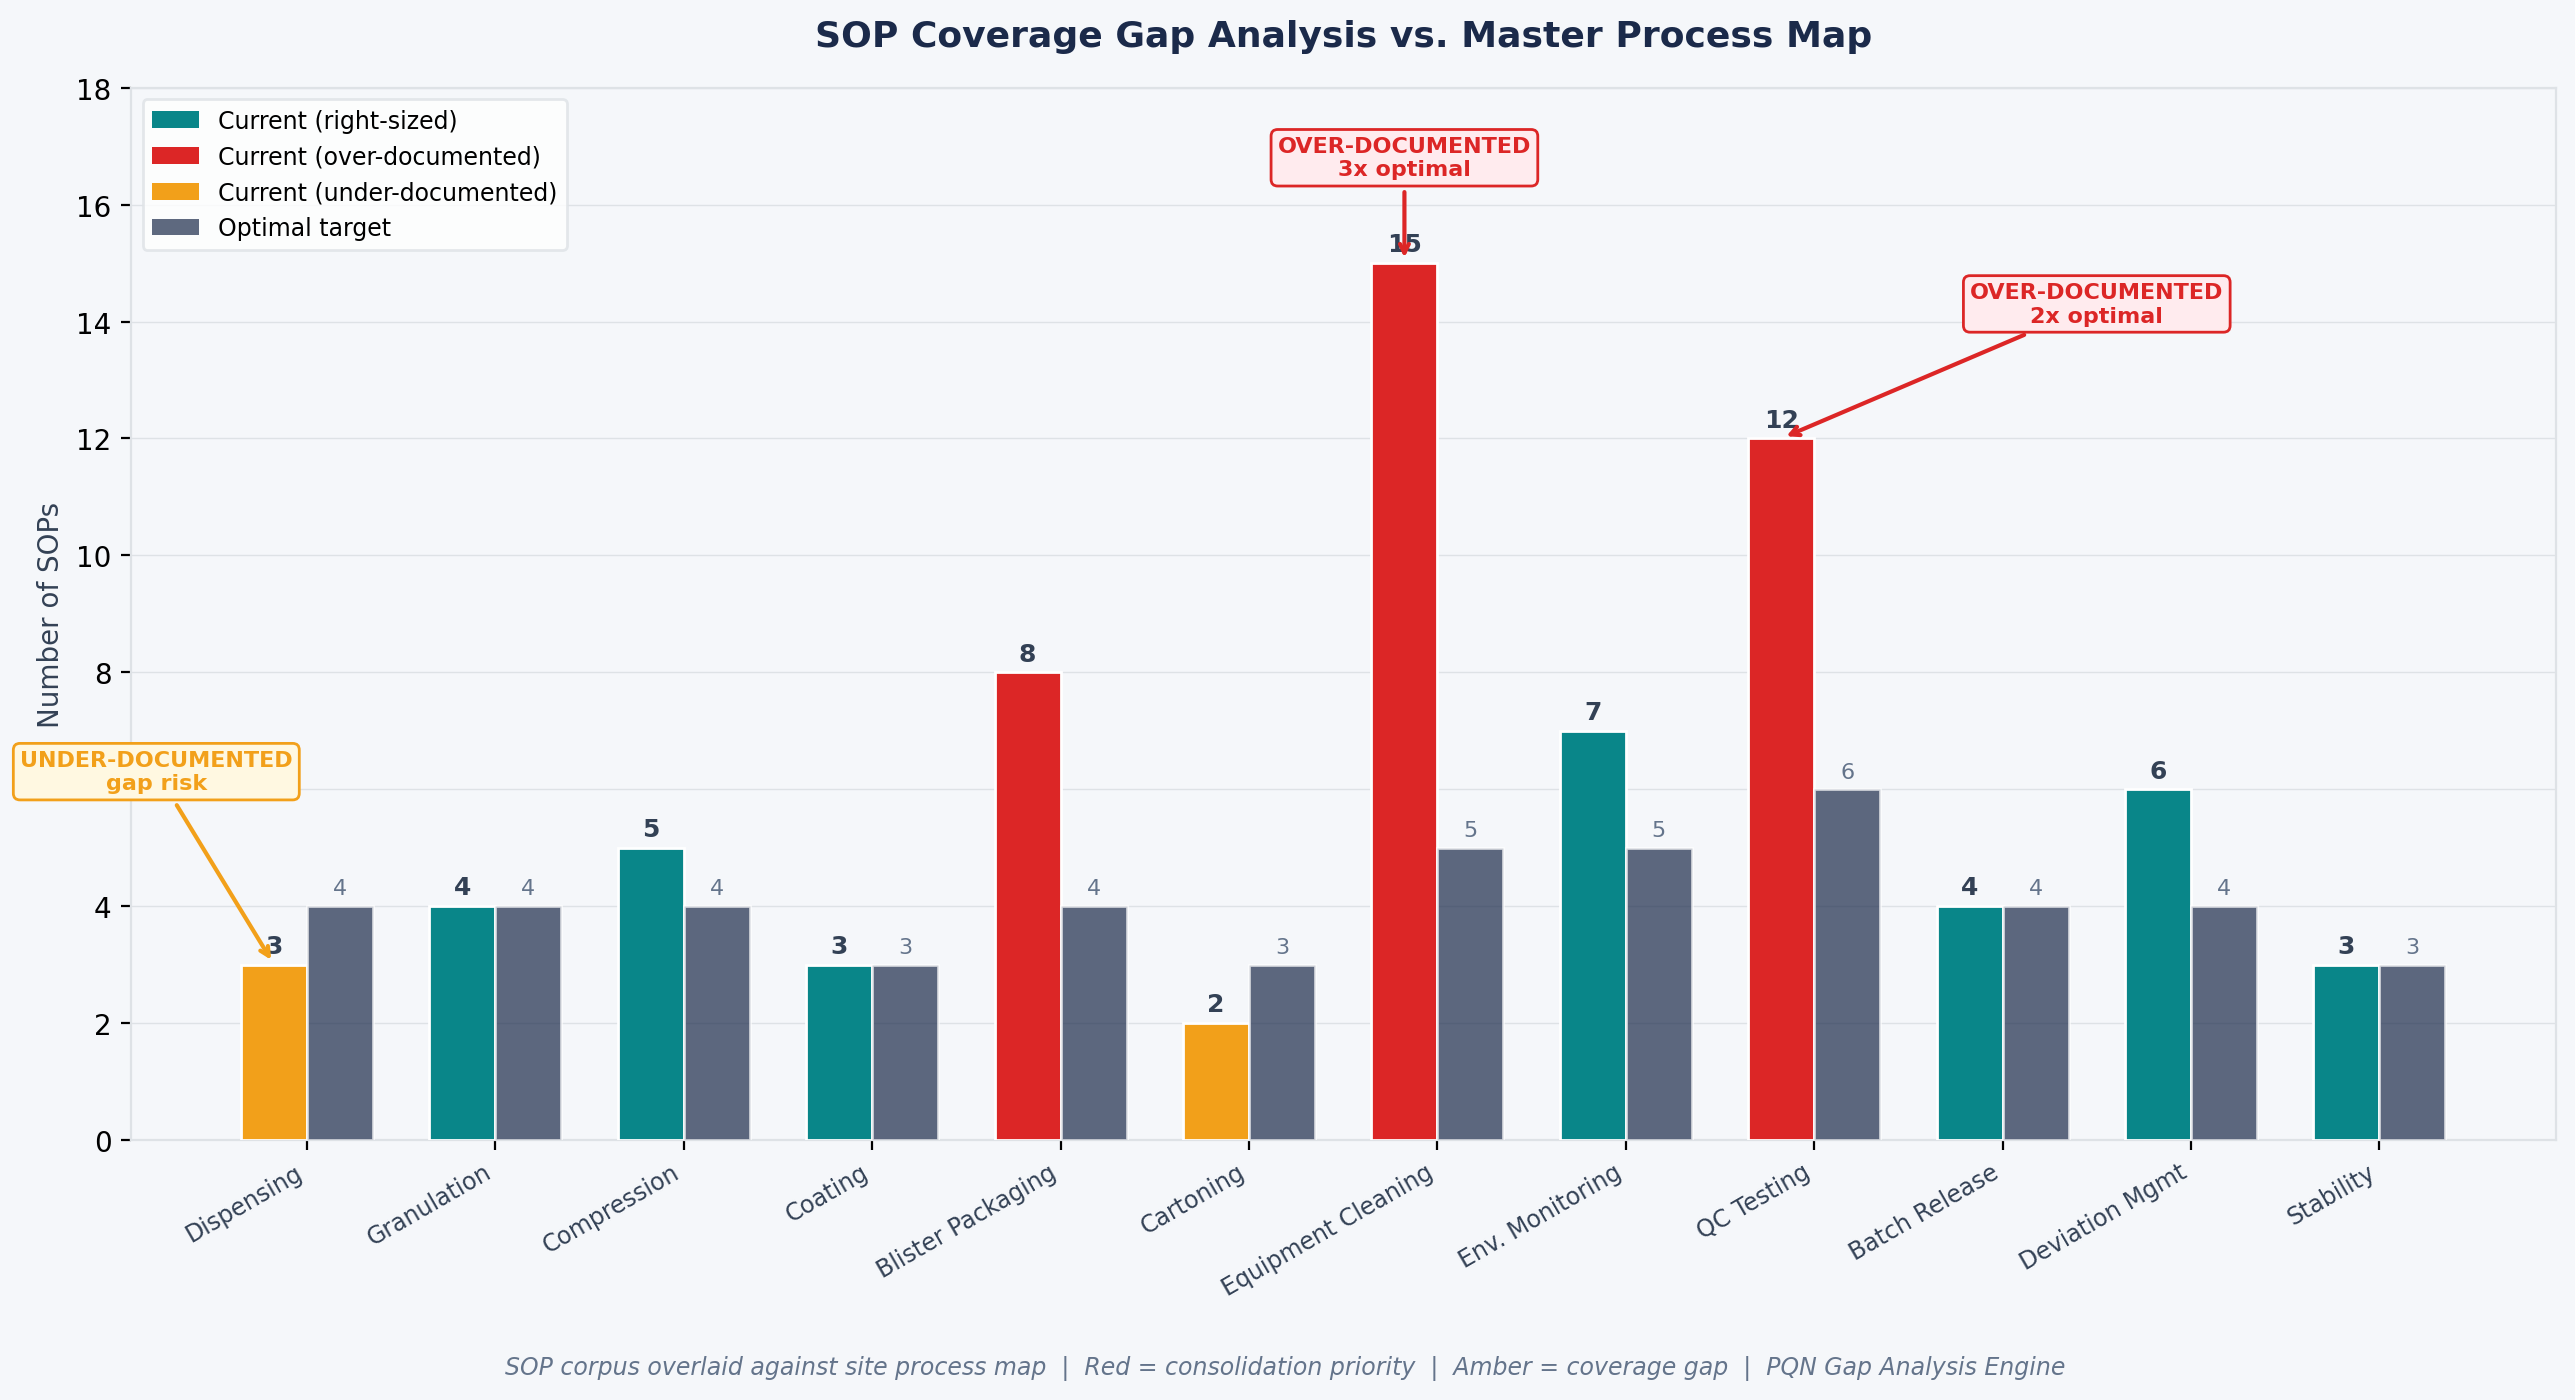 SOP Coverage Gap Analysis vs. Master Process Map
Current (right-sized)
Current (over-documented)
Current (under-documented)
Optimal target
OVER-DOCUMENTED
3x optimal
OVER-DOCUMENTED
2x optimal
UNDER-DOCUMENTED
gap risk
Number of SOPs
18
16
14
12
10
8
4
2
0
3
4
4
4
5
4
3
3
8
4
2
3
15
5
7
5
12
6
4
4
6
4
3
3
Dispensing
Granulation
Compression
Coating
Blister Packaging
Cartoning
Equipment Cleaning
Env. Monitoring
QC Testing
Batch Release
Deviation Mgmt
Stability
SOP corpus overlaid against site process map | Red = consolidation priority | Amber = coverage gap | PQN Gap Analysis Engine